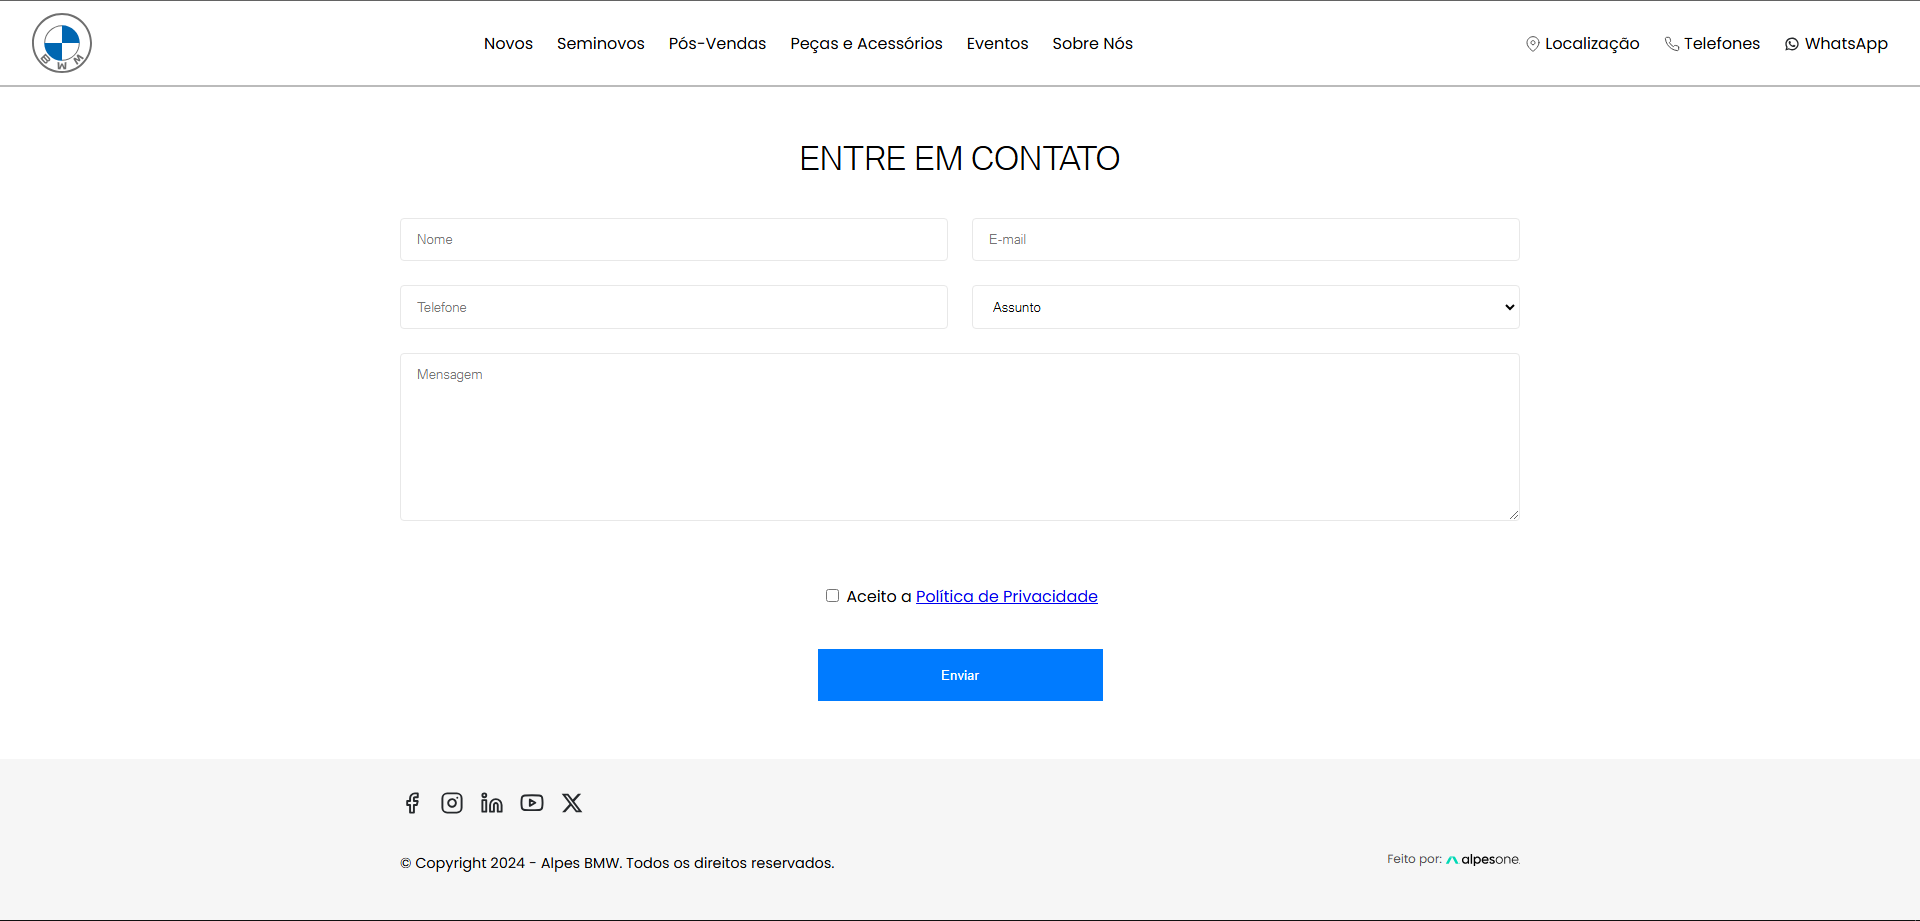 BMW
Novos Seminovos Pós-Vendas Peças e Acessórios Eventos Sobre Nós Localização Telefones WhatsApp
ENTRE EM CONTATO
Nome E-mail
Telefone Assunto
Mensagem
Aceito a Política de Privacidade
Enviar
© Copyright 2024 - Alpes BMW. Todos os direitos reservados. Feito por: alpesone.